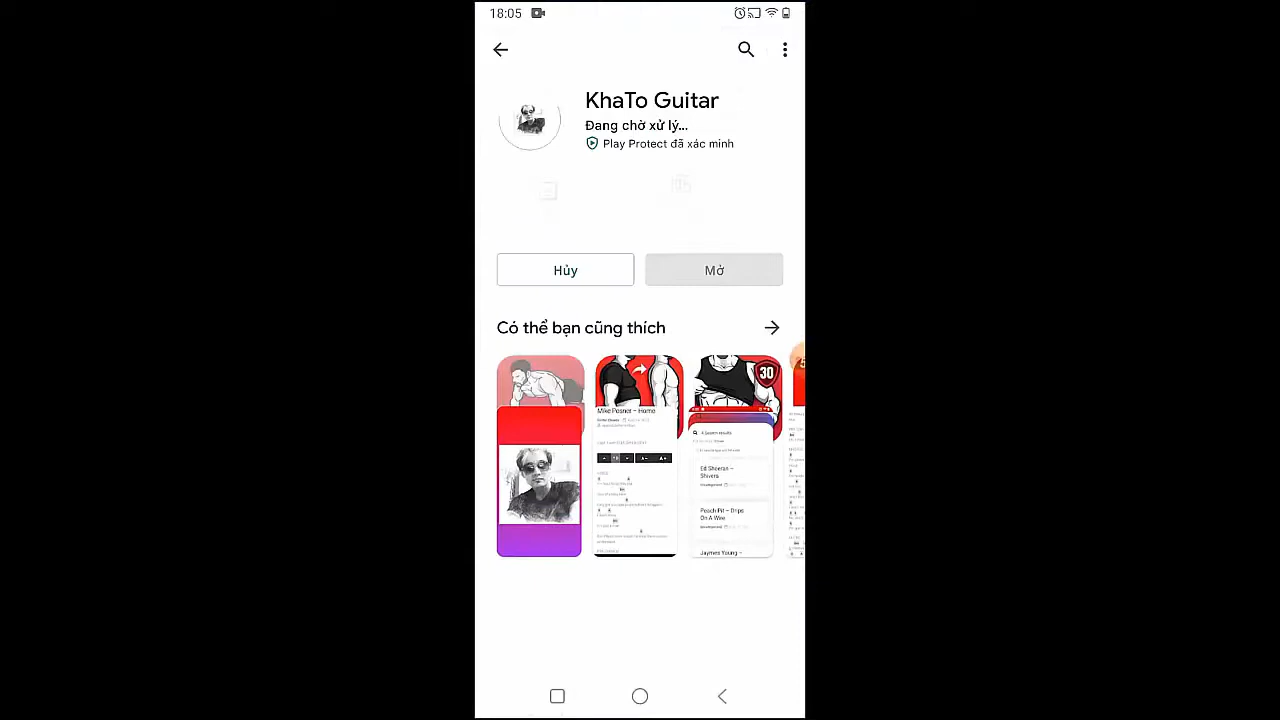 18:05
KhaTo Guitar
Đang chờ xử lý...
Play Protect đã xác minh
Hủy
Mở
Có thể bạn cũng thích
30
Mike Posner – Home
Ed Sheeran –
Shivers
Peach Pit – Drips
On A Wire
Jaymes Young –